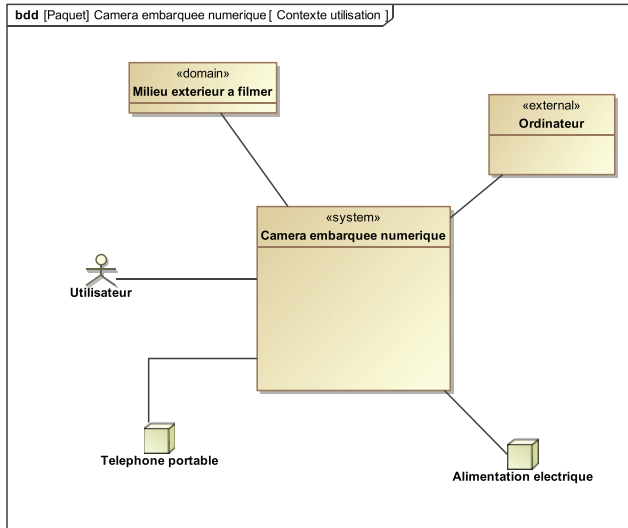 bdd [Paquet] Camera embarquee numerique [ Contexte utilisation ]
«domain»
Milieu exterieur a filmer
«external»
Ordinateur
«system»
Camera embarquee numerique
Utilisateur
Telephone portable
Alimentation electrique